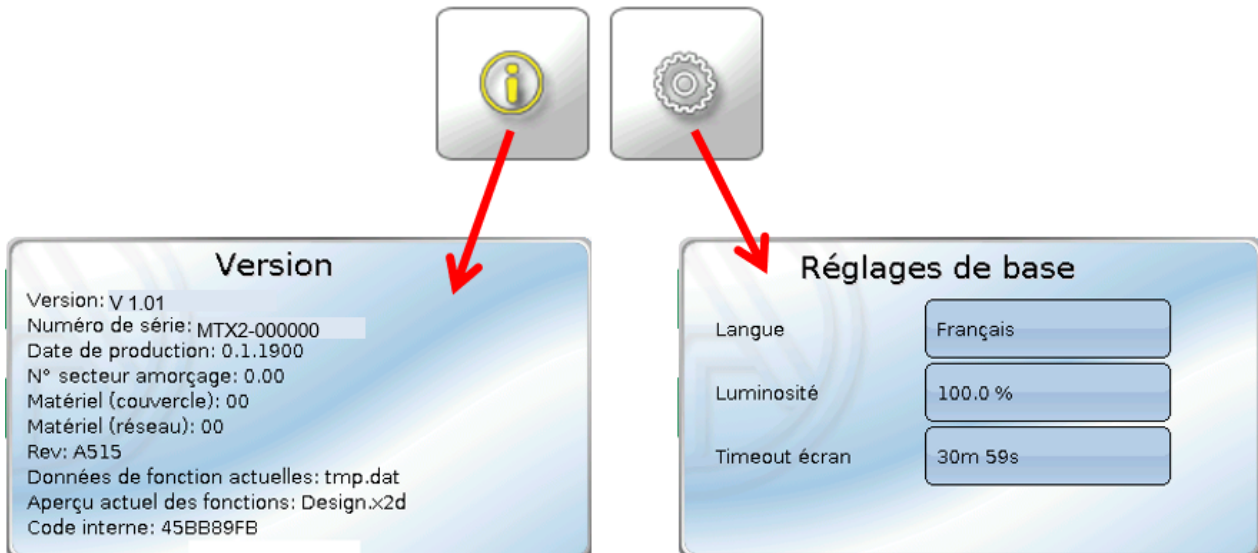 Version
Version: V 1.01
Numéro de série: MTX2-000000
Date de production: 0.1.1900
N° secteur amorçage: 0.00
Matériel (couvercle): 00
Matériel (réseau): 00
Rev: A515
Données de fonction actuelles: tmp.dat
Aperçu actuel des fonctions: Design.x2d
Code interne: 45BB89FB
Réglages de base
Langue Français
Luminosité 100.0 %
Timeout écran 30m 59s